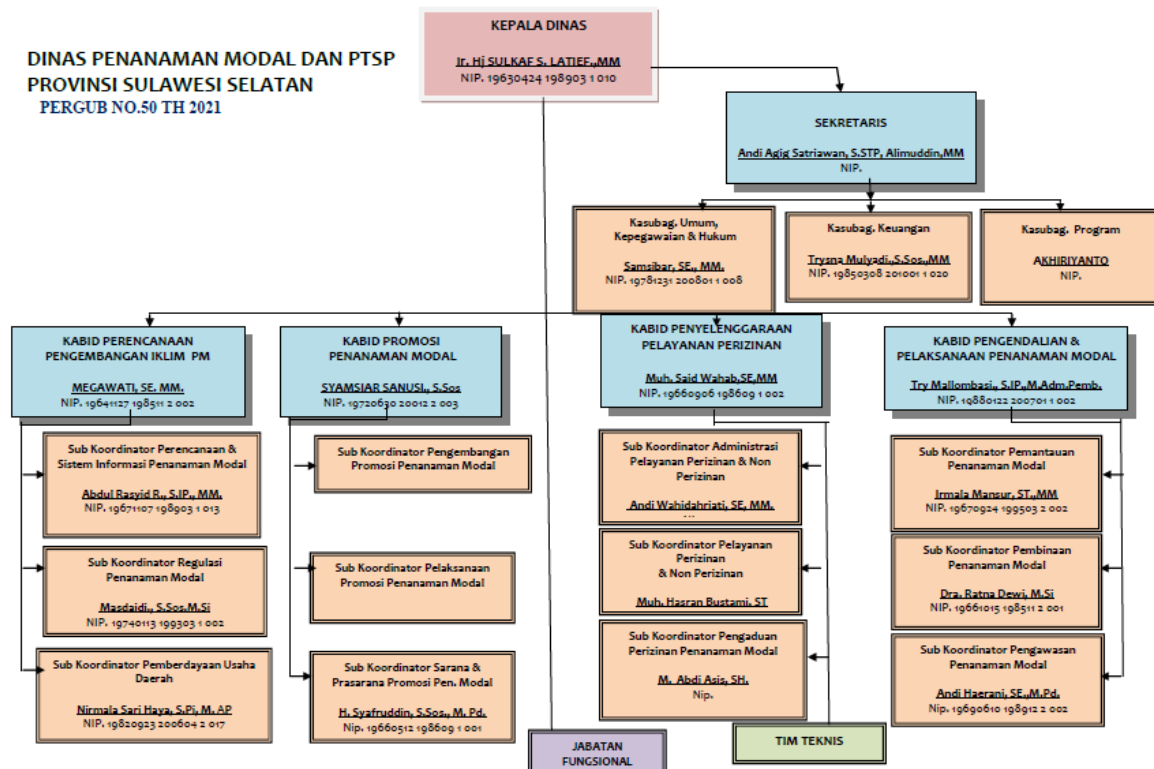 DINAS PENANAMAN MODAL DAN PTSP
PROVINSI SULAWESI SELATAN
PERGUB NO.50 TH 2021
KEPALA DINAS
Ir. Hj SULKAF S. LATIEF.,MM
NIP. 19630424 198903 1 010
SEKRETARIS
Andi Agig Satriawan, S.STP, Alimuddin,MM
NIP.
Kasubag. Umum,
Kepegawaian & Hukum
Samsibar, SE., MM.
NIP. 19781231 200801 1 008
Kasubag. Keuangan
Trysna Mulyadi.,S.Sos.,MM
NIP. 19850308 201001 1 020
Kasubag. Program
AKHIRIYANTO
NIP.
KABID PERENCANAAN
PENGEMBANGAN IKLIM PM
MEGAWATI, SE. MM.
NIP. 19641127 198511 2 002
KABID PROMOSI
PENANAMAN MODAL
SYAMSIAR SANUSI., S.Sos
NIP. 19720630 20012 2 003
KABID PENYELENGGARAAN
PELAYANAN PERIZINAN
Muh. Said Wahab,SE,MM
NIP. 19660906 198609 1 002
KABID PENGENDALIAN &
PELAKSANAAN PENANAMAN MODAL
Try Mallombasi., S.IP.,M.Adm.Pemb.
NIP. 19880122 200701 1 002
Sub Koordinator Perencanaan &
Sistem Informasi Penanaman Modal
Abdul Rasyid R., S.IP., MM.
NIP. 19671107 198903 1 013
Sub Koordinator Regulasi
Penanaman Modal
Masdaidi., S.Sos.M.Si
NIP. 19740113 199303 1 002
Sub Koordinator Pemberdayaan Usaha
Daerah
Nirmala Sari Haya, S.Pi, M. AP
NIP. 19820923 200604 2 017
Sub Koordinator Pengembangan
Promosi Penanaman Modal
Sub Koordinator Pelaksanaan
Promosi Penanaman Modal
Sub Koordinator Sarana &
Prasarana Promosi Pen. Modal
H. Syafruddin, S.Sos., M. Pd.
Nip. 19660512 198609 1 001
Sub Koordinator Administrasi
Pelayanan Perizinan & Non
Perizinan
Andi Wahidahriati, SE, MM.
Sub Koordinator Pelayanan
Perizinan
& Non Perizinan
Muh. Hasran Bustami. ST
Sub Koordinator Pengaduan
Perizinan Penanaman Modal
M. Abdi Asis, SH.
Nip.
Sub Koordinator Pemantauan
Penanaman Modal
Irmala Mansur, ST.,MM
NIP. 19670924 199503 2 002
Sub Koordinator Pembinaan
Penanaman Modal
Dra. Ratna Dewi, M.Si
NIP. 19661015 198511 2 001
Sub Koordinator Pengawasan
Penanaman Modal
Andi Haerani, SE.,M.Pd.
Nip. 19690610 198912 2 002
JABATAN
FUNGSIONAL
TIM TEKNIS